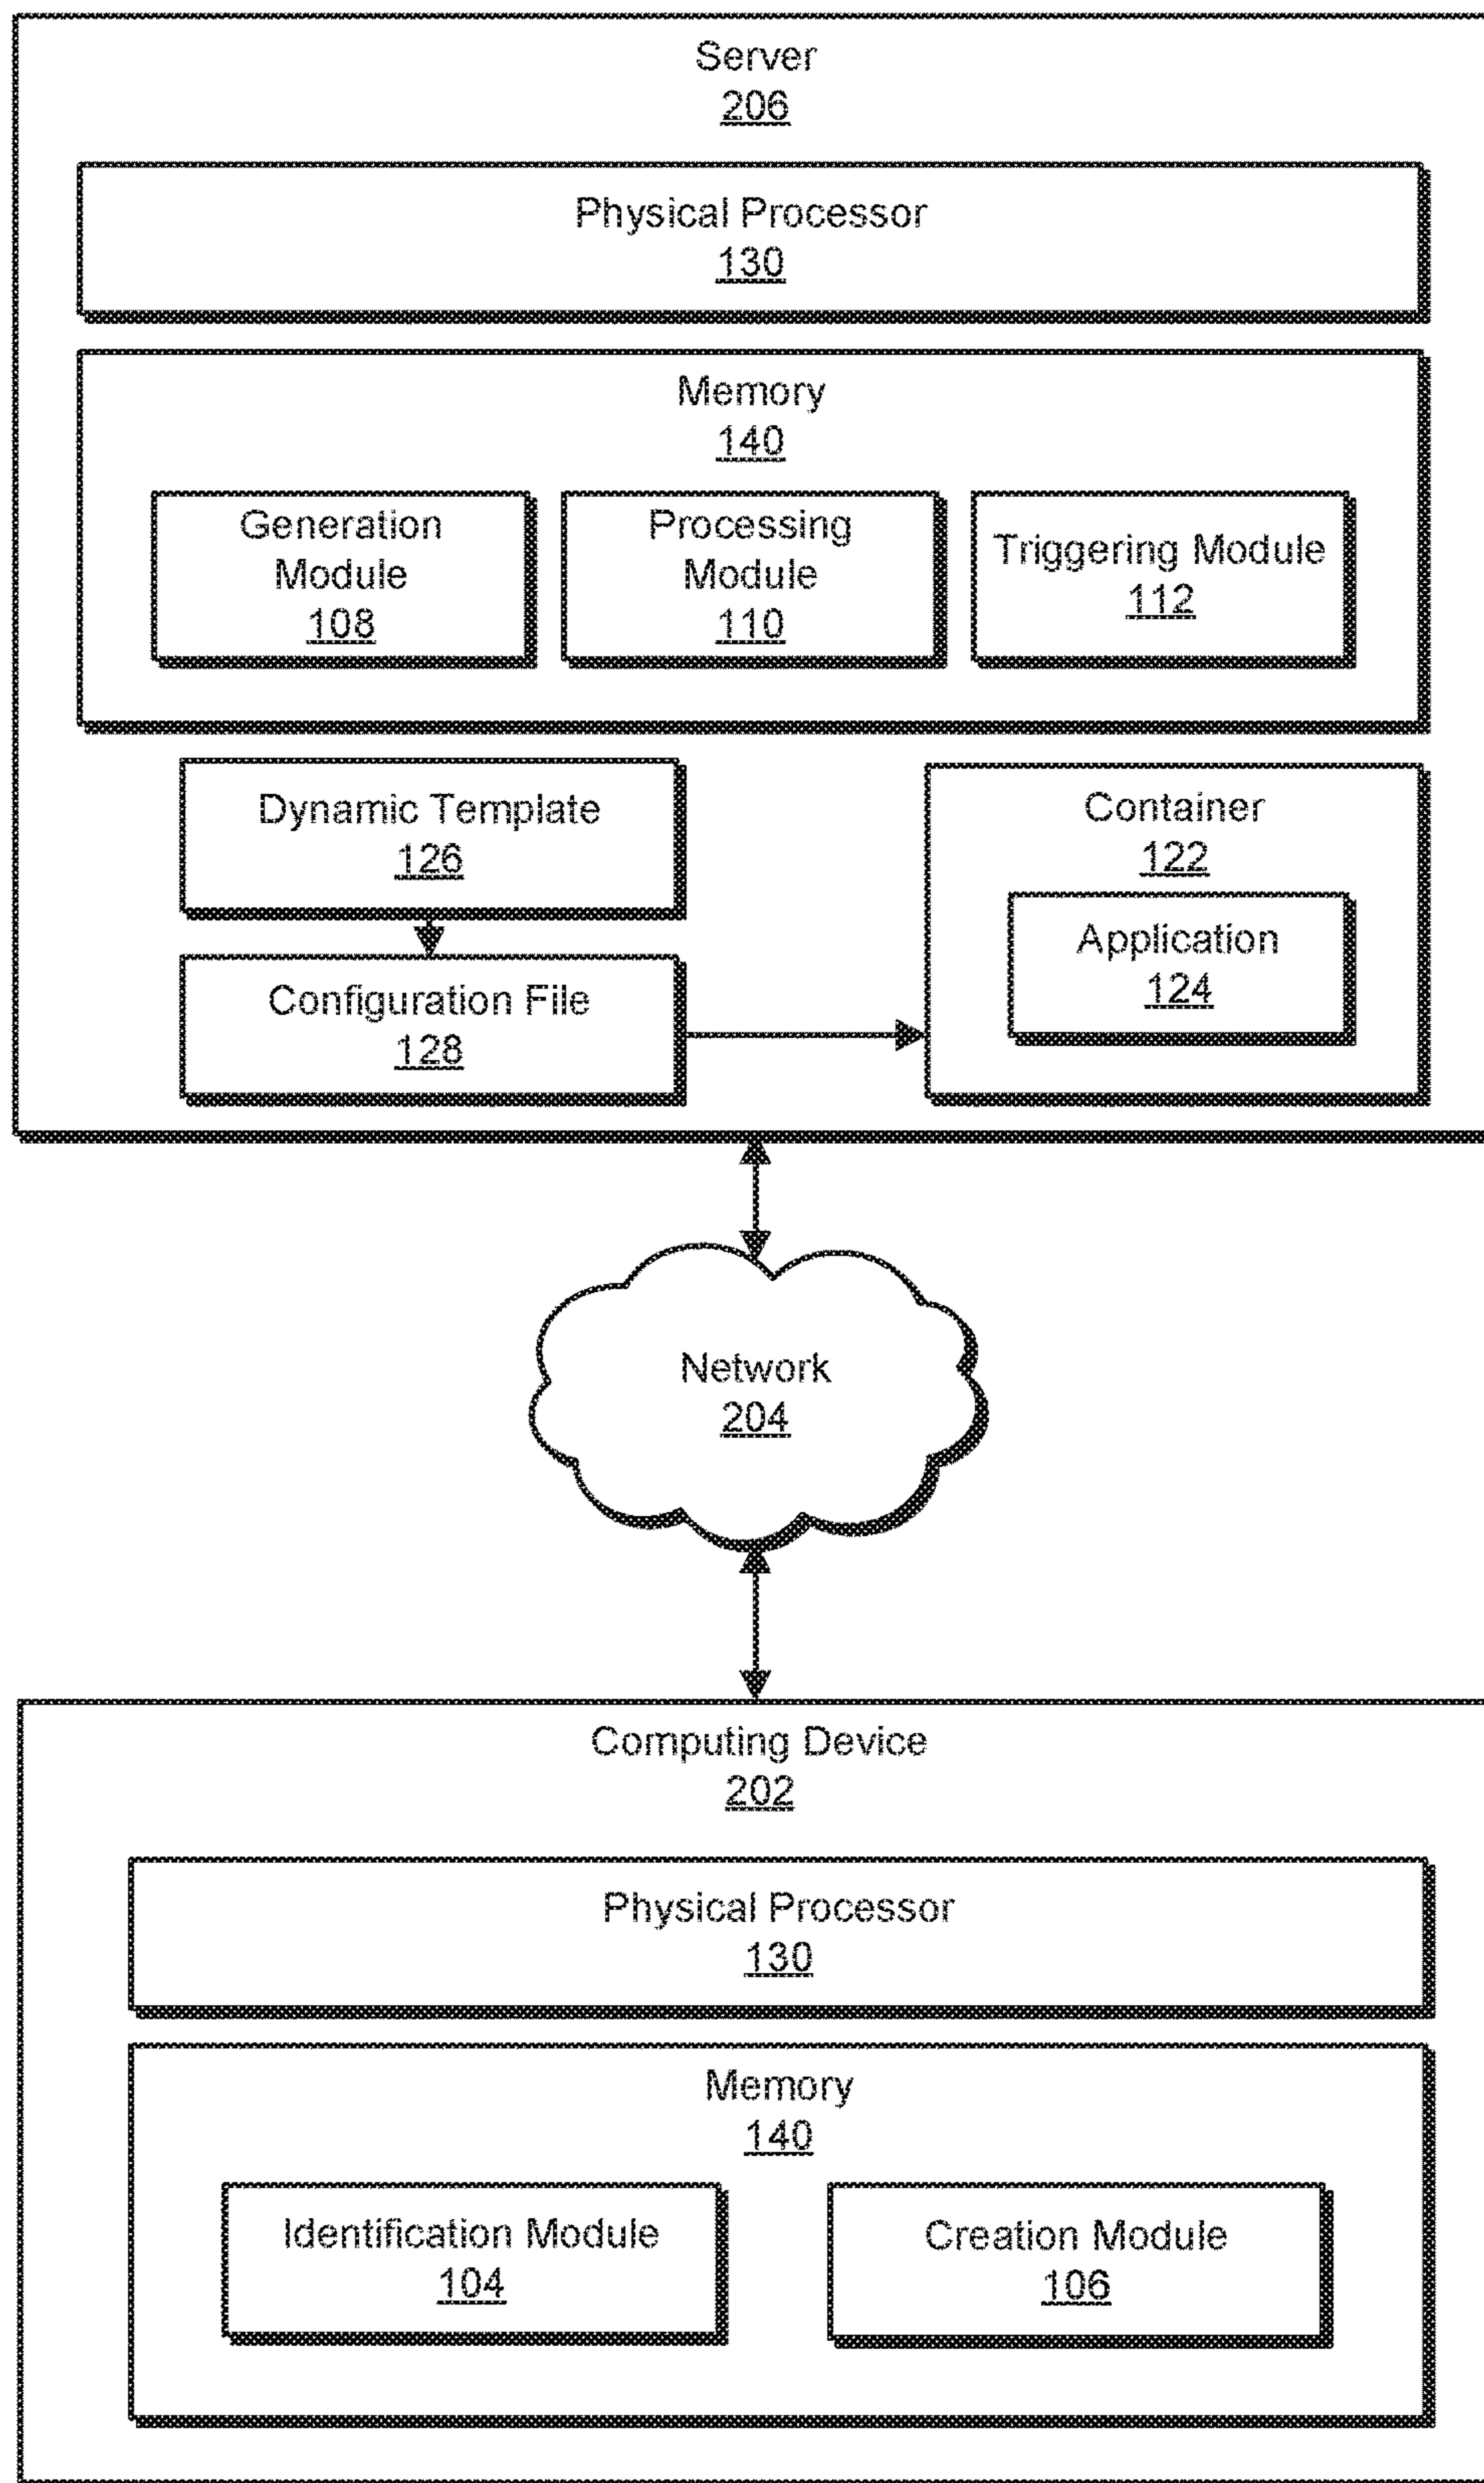 Server
206
Physical Processor
130
Memory
140
Generation
Module
108
Processing
Module
110
Triggering Module
112
Dynamic Template
126
Configuration File
128
Container
122
Application
124
Network
204
Computing Device
202
Physical Processor
130
Memory
140
Identification Module
104
Creation Module
106